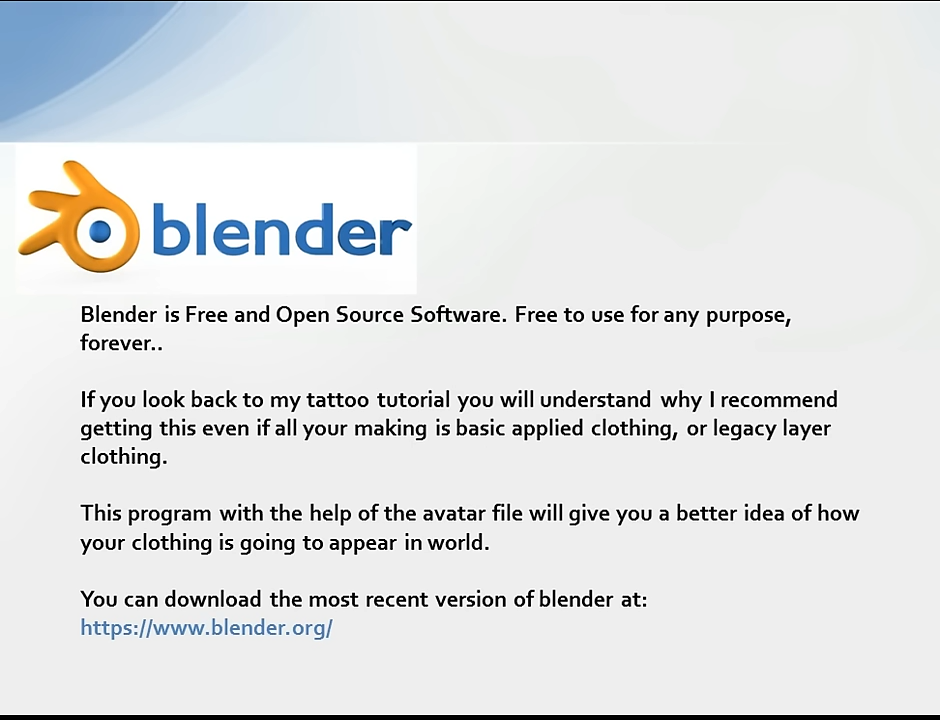 blender
Blender is Free and Open Source Software. Free to use for any purpose,
forever..
If you look back to my tattoo tutorial you will understand why I recommend
getting this even if all your making is basic applied clothing, or legacy layer
clothing.
This program with the help of the avatar file will give you a better idea of how
your clothing is going to appear in world.
You can download the most recent version of blender at:
https://www.blender.org/